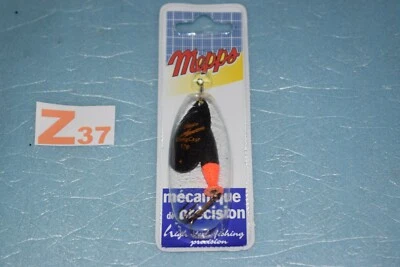 Mepps
Z37
mécanique
de précision
high fishing
precision